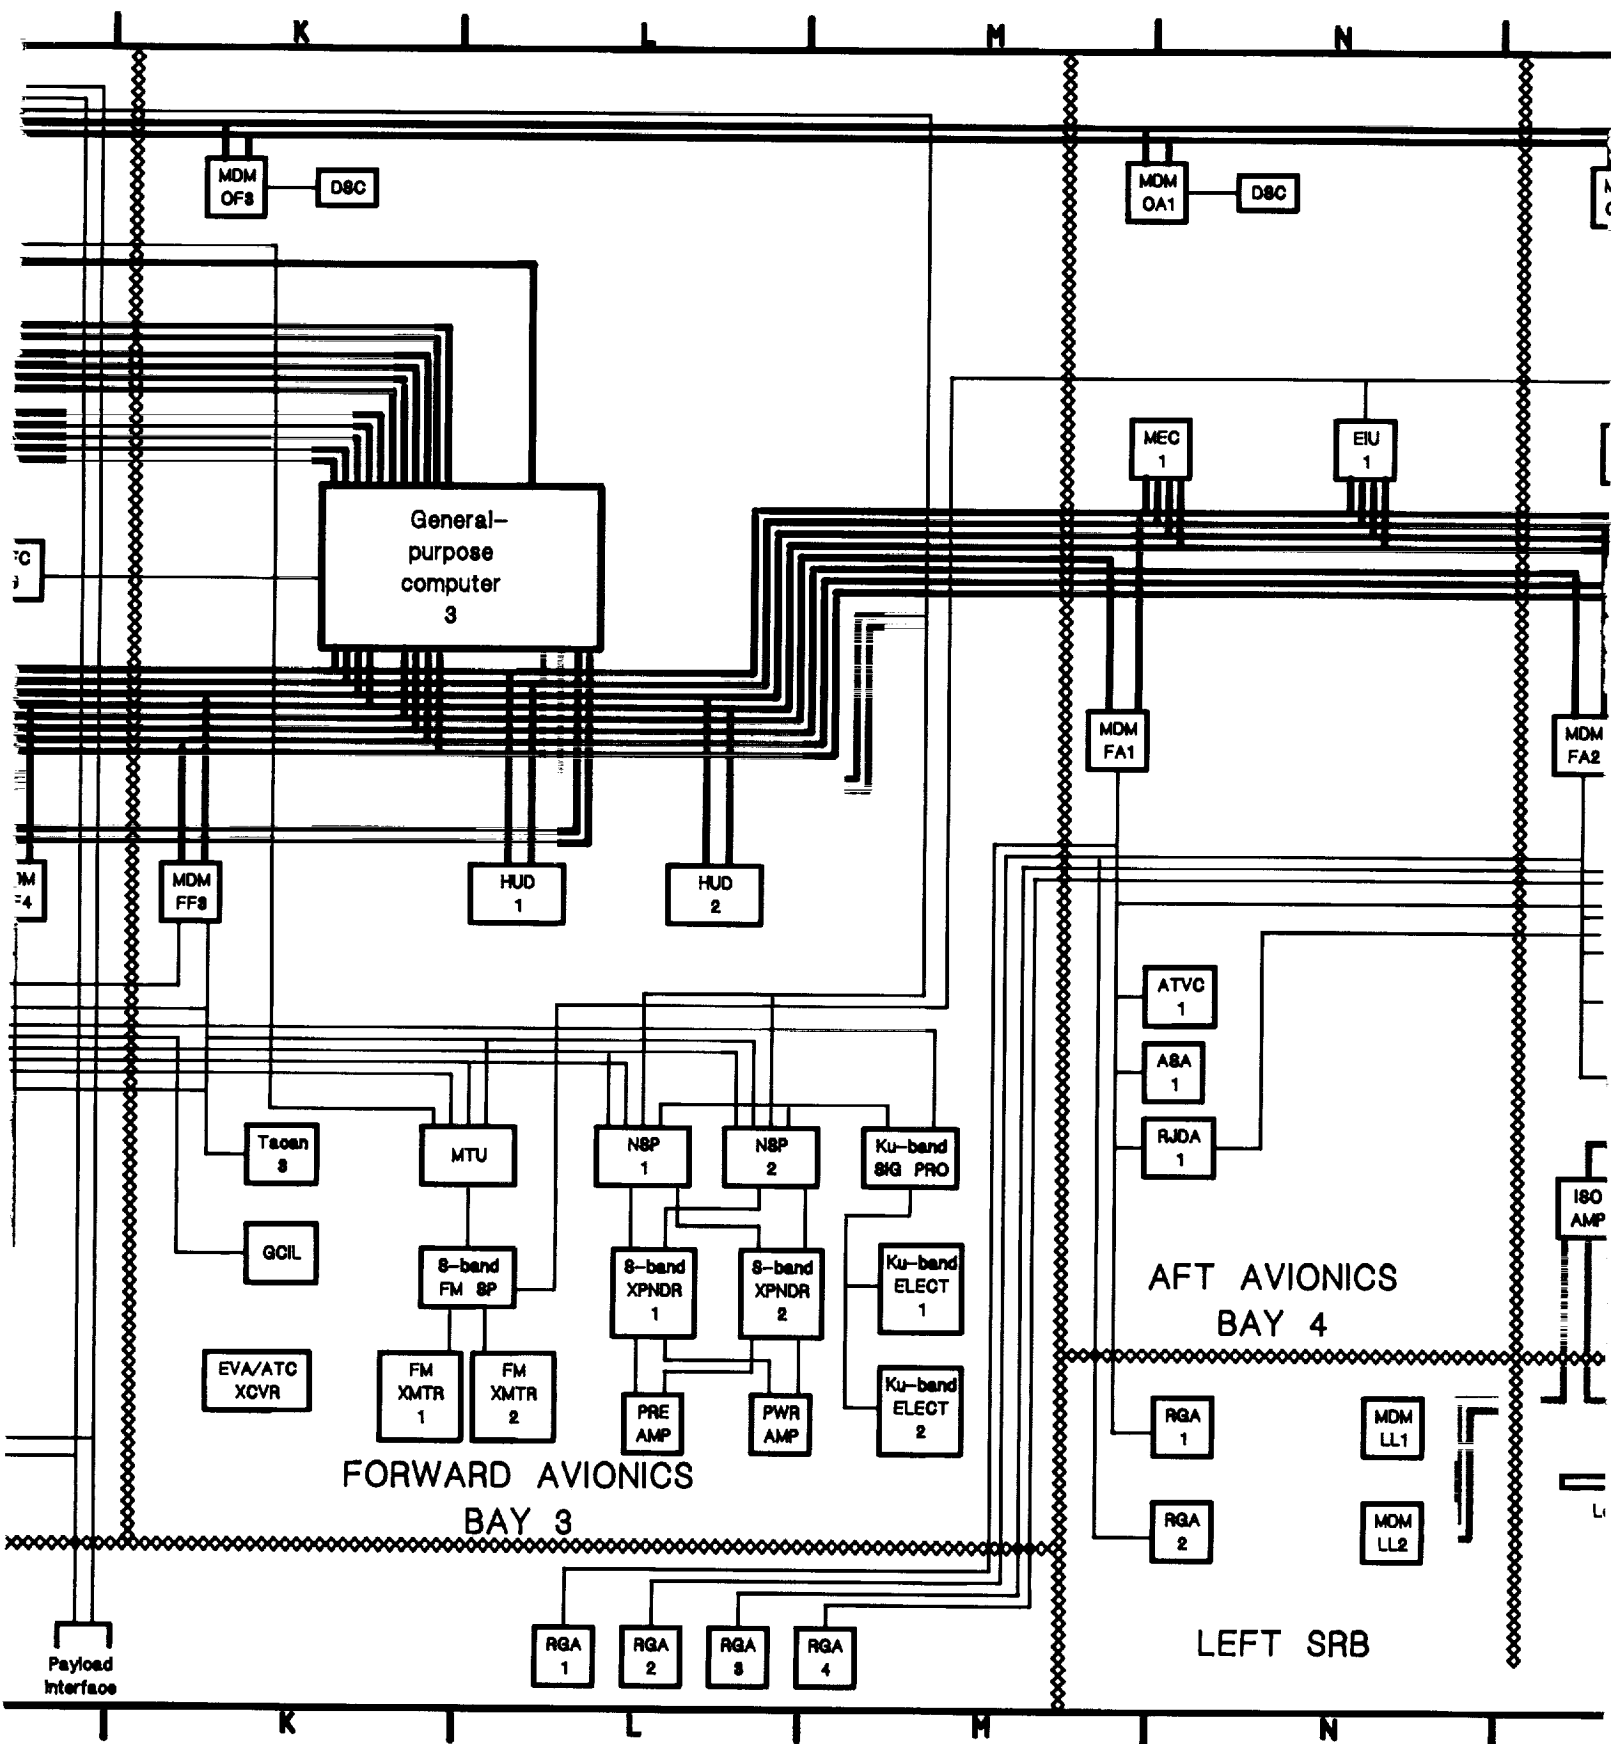 K L M N
MDM
OF3
DSC
MDM
OA1
DSC
MEC
1
EIU
1
General-
purpose
computer
3
MDM
FA1
MDM
FA2
MDM
FF3
HUD
1
HUD
2
ATVC
1
ASA
1
RJDA
1
Tacan
3
MTU
NSP
1
NSP
2
Ku-band
SIG PRO
GCIL
S-band
FM SP
S-band
XPNDR
1
S-band
XPNDR
2
Ku-band
ELECT
1
ISO
AMP
AFT AVIONICS
BAY 4
EVA/ATC
XCVR
FM
XMTR
1
FM
XMTR
2
PRE
AMP
PWR
AMP
Ku-band
ELECT
2
RGA
1
MDM
LL1
FORWARD AVIONICS
BAY 3
RGA
2
MDM
LL2
Payload
Interface
RGA
1
RGA
2
RGA
3
RGA
4
LEFT SRB
K L M N